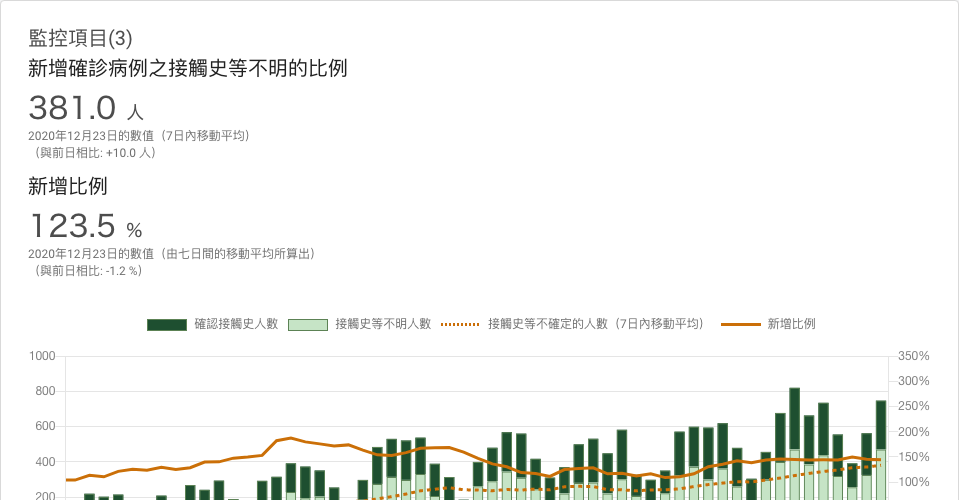 監控項目(3)
新增確診病例之接觸史等不明的比例
381.0 人
2020年12月23日的數值（7日內移動平均）
（與前日相比: +10.0 人）
新增比例
123.5 %
2020年12月23日的數值（由七日間的移動平均所算出）
（與前日相比: -1.2 %）
確認接觸史人數 接觸史等不明人數 接觸史等不確定的人數（7日內移動平均） 新增比例
1000 350%
800 300%
250%
600 200%
400 150%
100%
200